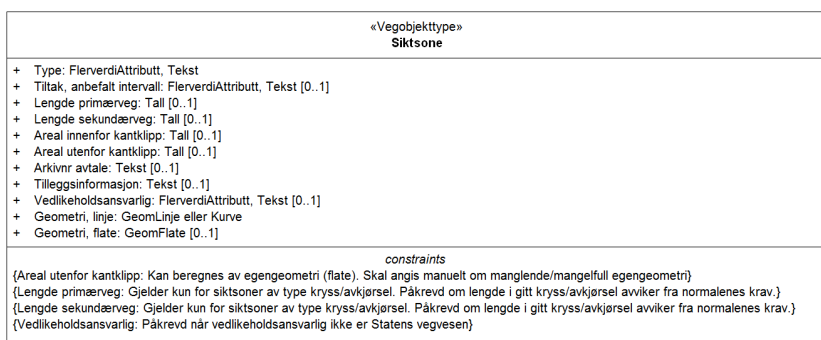 «Vegobjekttype»
Siktsone
+ Type: FlerverdiAttributt, Tekst
+ Tiltak, anbefalt intervall: FlerverdiAttributt, Tekst [0..1]
+ Lengde primærveg: Tall [0..1]
+ Lengde sekundærveg: Tall [0..1]
+ Areal innenfor kantklipp: Tall [0..1]
+ Areal utenfor kantklipp: Tall [0..1]
+ Arkivnr avtale: Tekst [0..1]
+ Tilleggsinformasjon: Tekst [0..1]
+ Vedlikeholdsansvarlig: FlerverdiAttributt, Tekst [0..1]
+ Geometri, linje: GeomLinje eller Kurve
+ Geometri, flate: GeomFlate [0..1]
constraints
{Areal utenfor kantklipp: Kan beregnes av egengeometri (flate). Skal angis manuelt om manglende/mangelfull egengeometri}
{Lengde primærveg: Gjelder kun for siktsoner av type kryss/avkjørsel. Påkrevd om lengde i gitt kryss/avkjørsel avviker fra normalenes krav.}
{Lengde sekundærveg: Gjelder kun for siktsoner av type kryss/avkjørsel. Påkrevd om lengde i gitt kryss/avkjørsel avviker fra normalenes krav.}
{Vedlikeholdsansvarlig: Påkrevd når vedlikeholdsansvarlig ikke er Statens vegvesen}